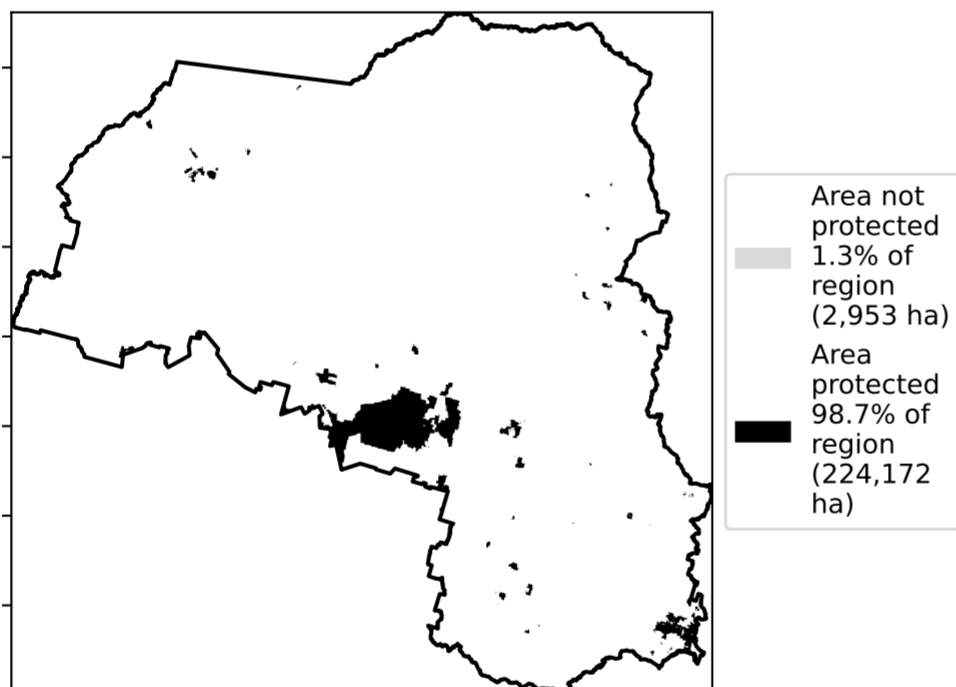 Area not
protected
1.3% of
region
(2,953 ha)
Area
protected
98.7% of
region
(224,172
ha)